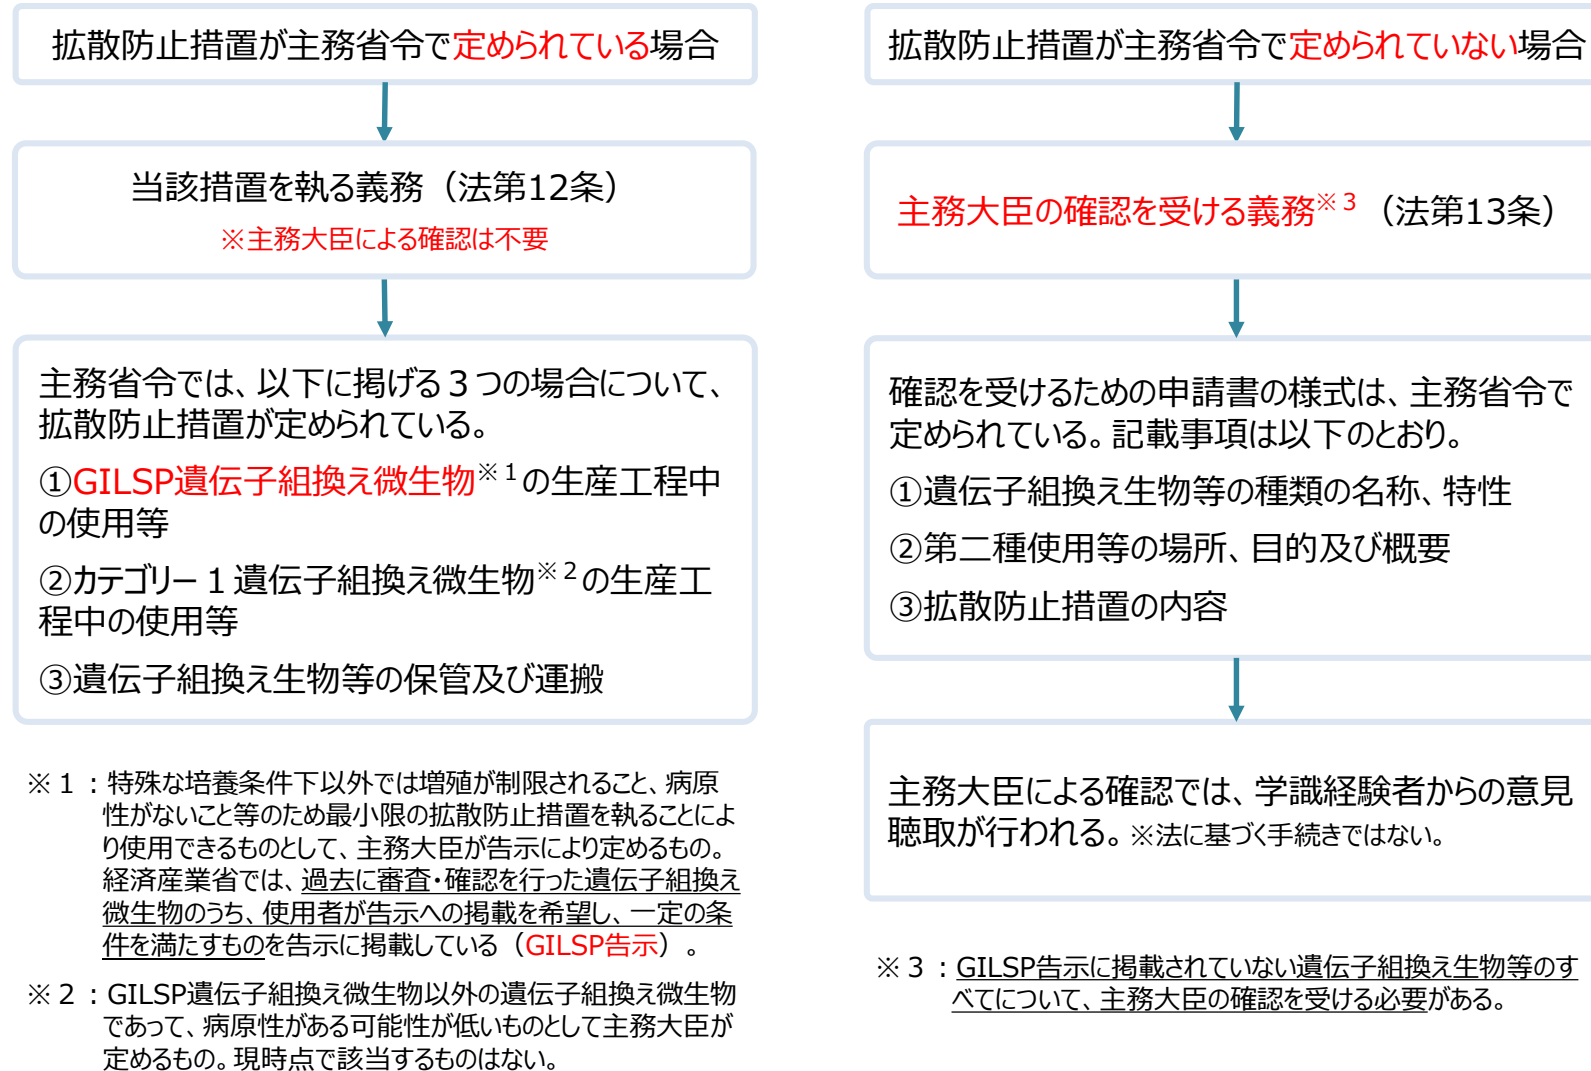 拡散防止措置が主務省令で定められている場合
当該措置を執る義務（法第12条）
※主務大臣による確認は不要
主務省令では、以下に掲げる３つの場合について、
拡散防止措置が定められている。
①GILSP遺伝子組換え微生物※１の生産工程中
の使用等
②カテゴリー１遺伝子組換え微生物※２の生産工
程中の使用等
③遺伝子組換え生物等の保管及び運搬
※１：特殊な培養条件下以外では増殖が制限されること、病原
性がないこと等のため最小限の拡散防止措置を執ることによ
り使用できるものとして、主務大臣が告示により定めるもの。
経済産業省では、過去に審査・確認を行った遺伝子組換え
微生物のうち、使用者が告示への掲載を希望し、一定の条
件を満たすものを告示に掲載している（GILSP告示）。
※２：GILSP遺伝子組換え微生物以外の遺伝子組換え微生物
であって、病原性がある可能性が低いものとして主務大臣が
定めるもの。現時点で該当するものはない。
拡散防止措置が主務省令で定められていない場合
主務大臣の確認を受ける義務※３（法第13条）
確認を受けるための申請書の様式は、主務省令で
定められている。記載事項は以下のとおり。
①遺伝子組換え生物等の種類の名称、特性
②第二種使用等の場所、目的及び概要
③拡散防止措置の内容
主務大臣による確認では、学識経験者からの意見
聴取が行われる。※法に基づく手続きではない。
※３：GILSP告示に掲載されていない遺伝子組換え生物等のす
べてについて、主務大臣の確認を受ける必要がある。